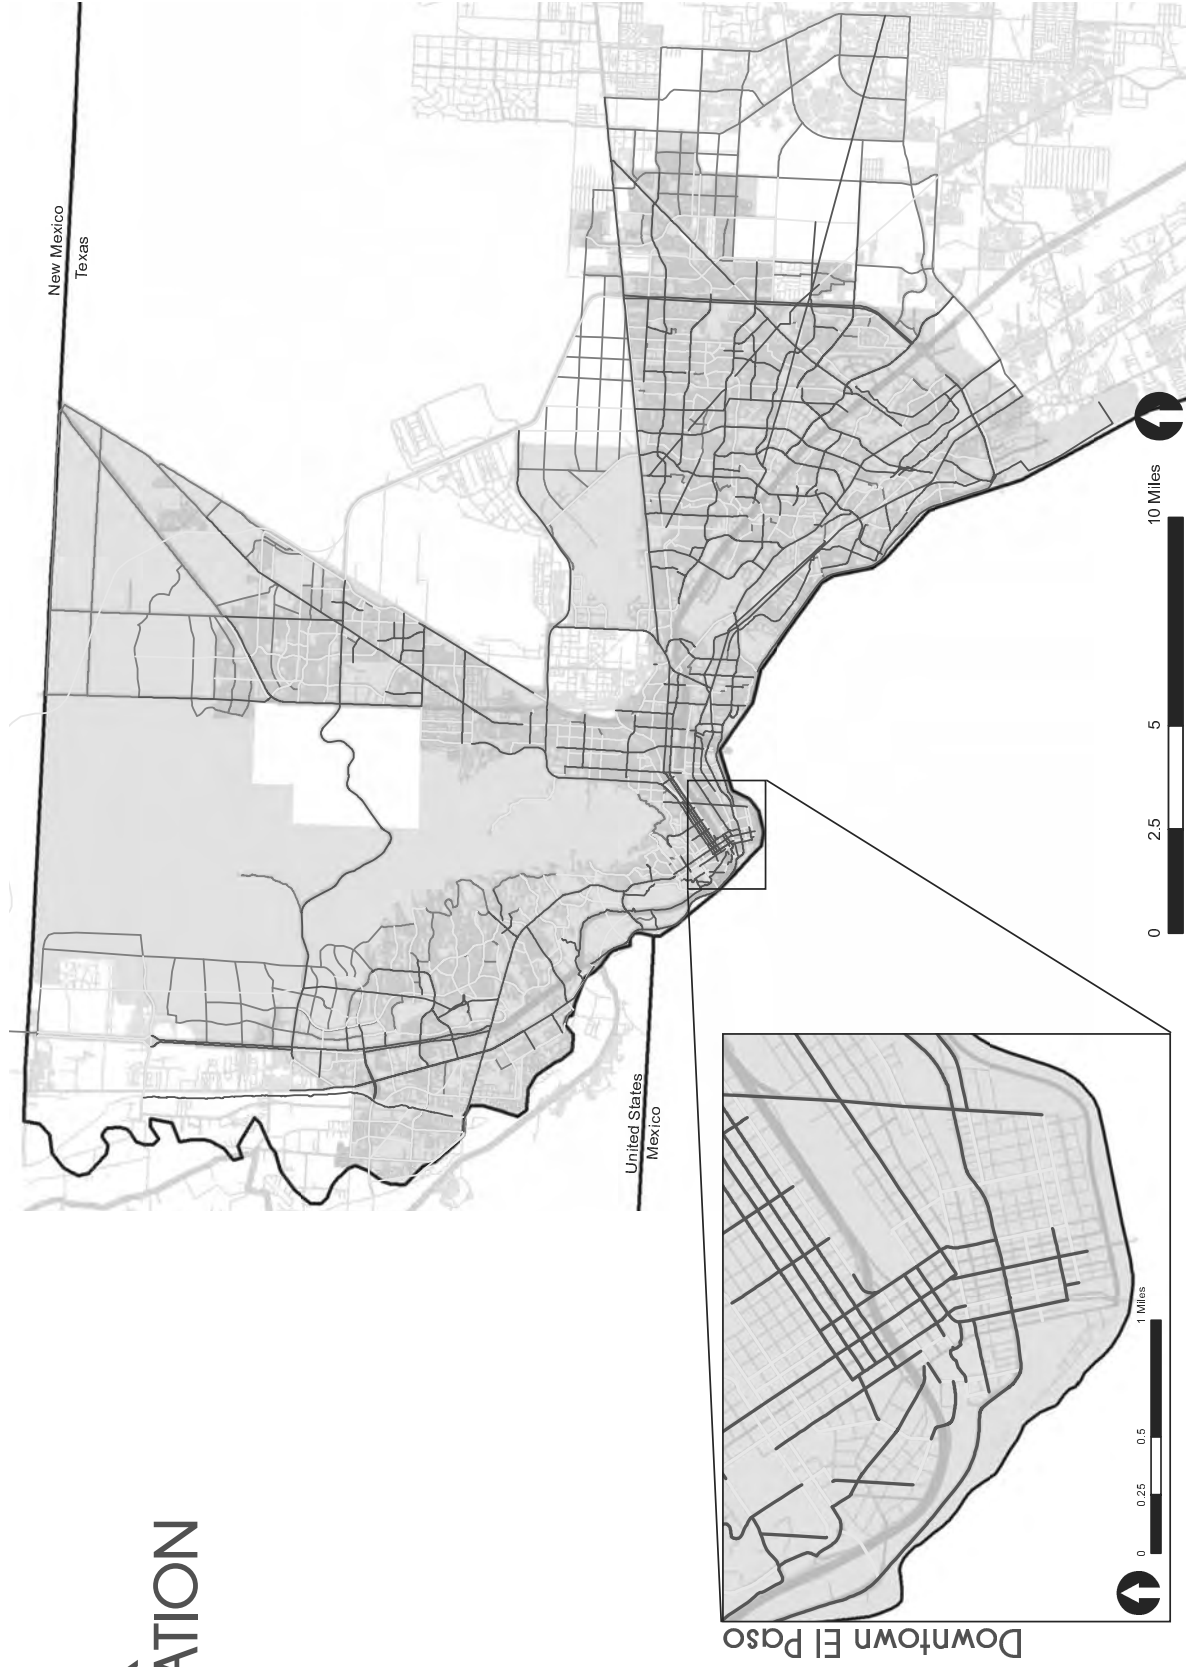 New Mexico
Texas
United States
Mexico
0 2.5 5 10 Miles
ATION
Downtown El Paso
0 0.25 0.5 1 Miles